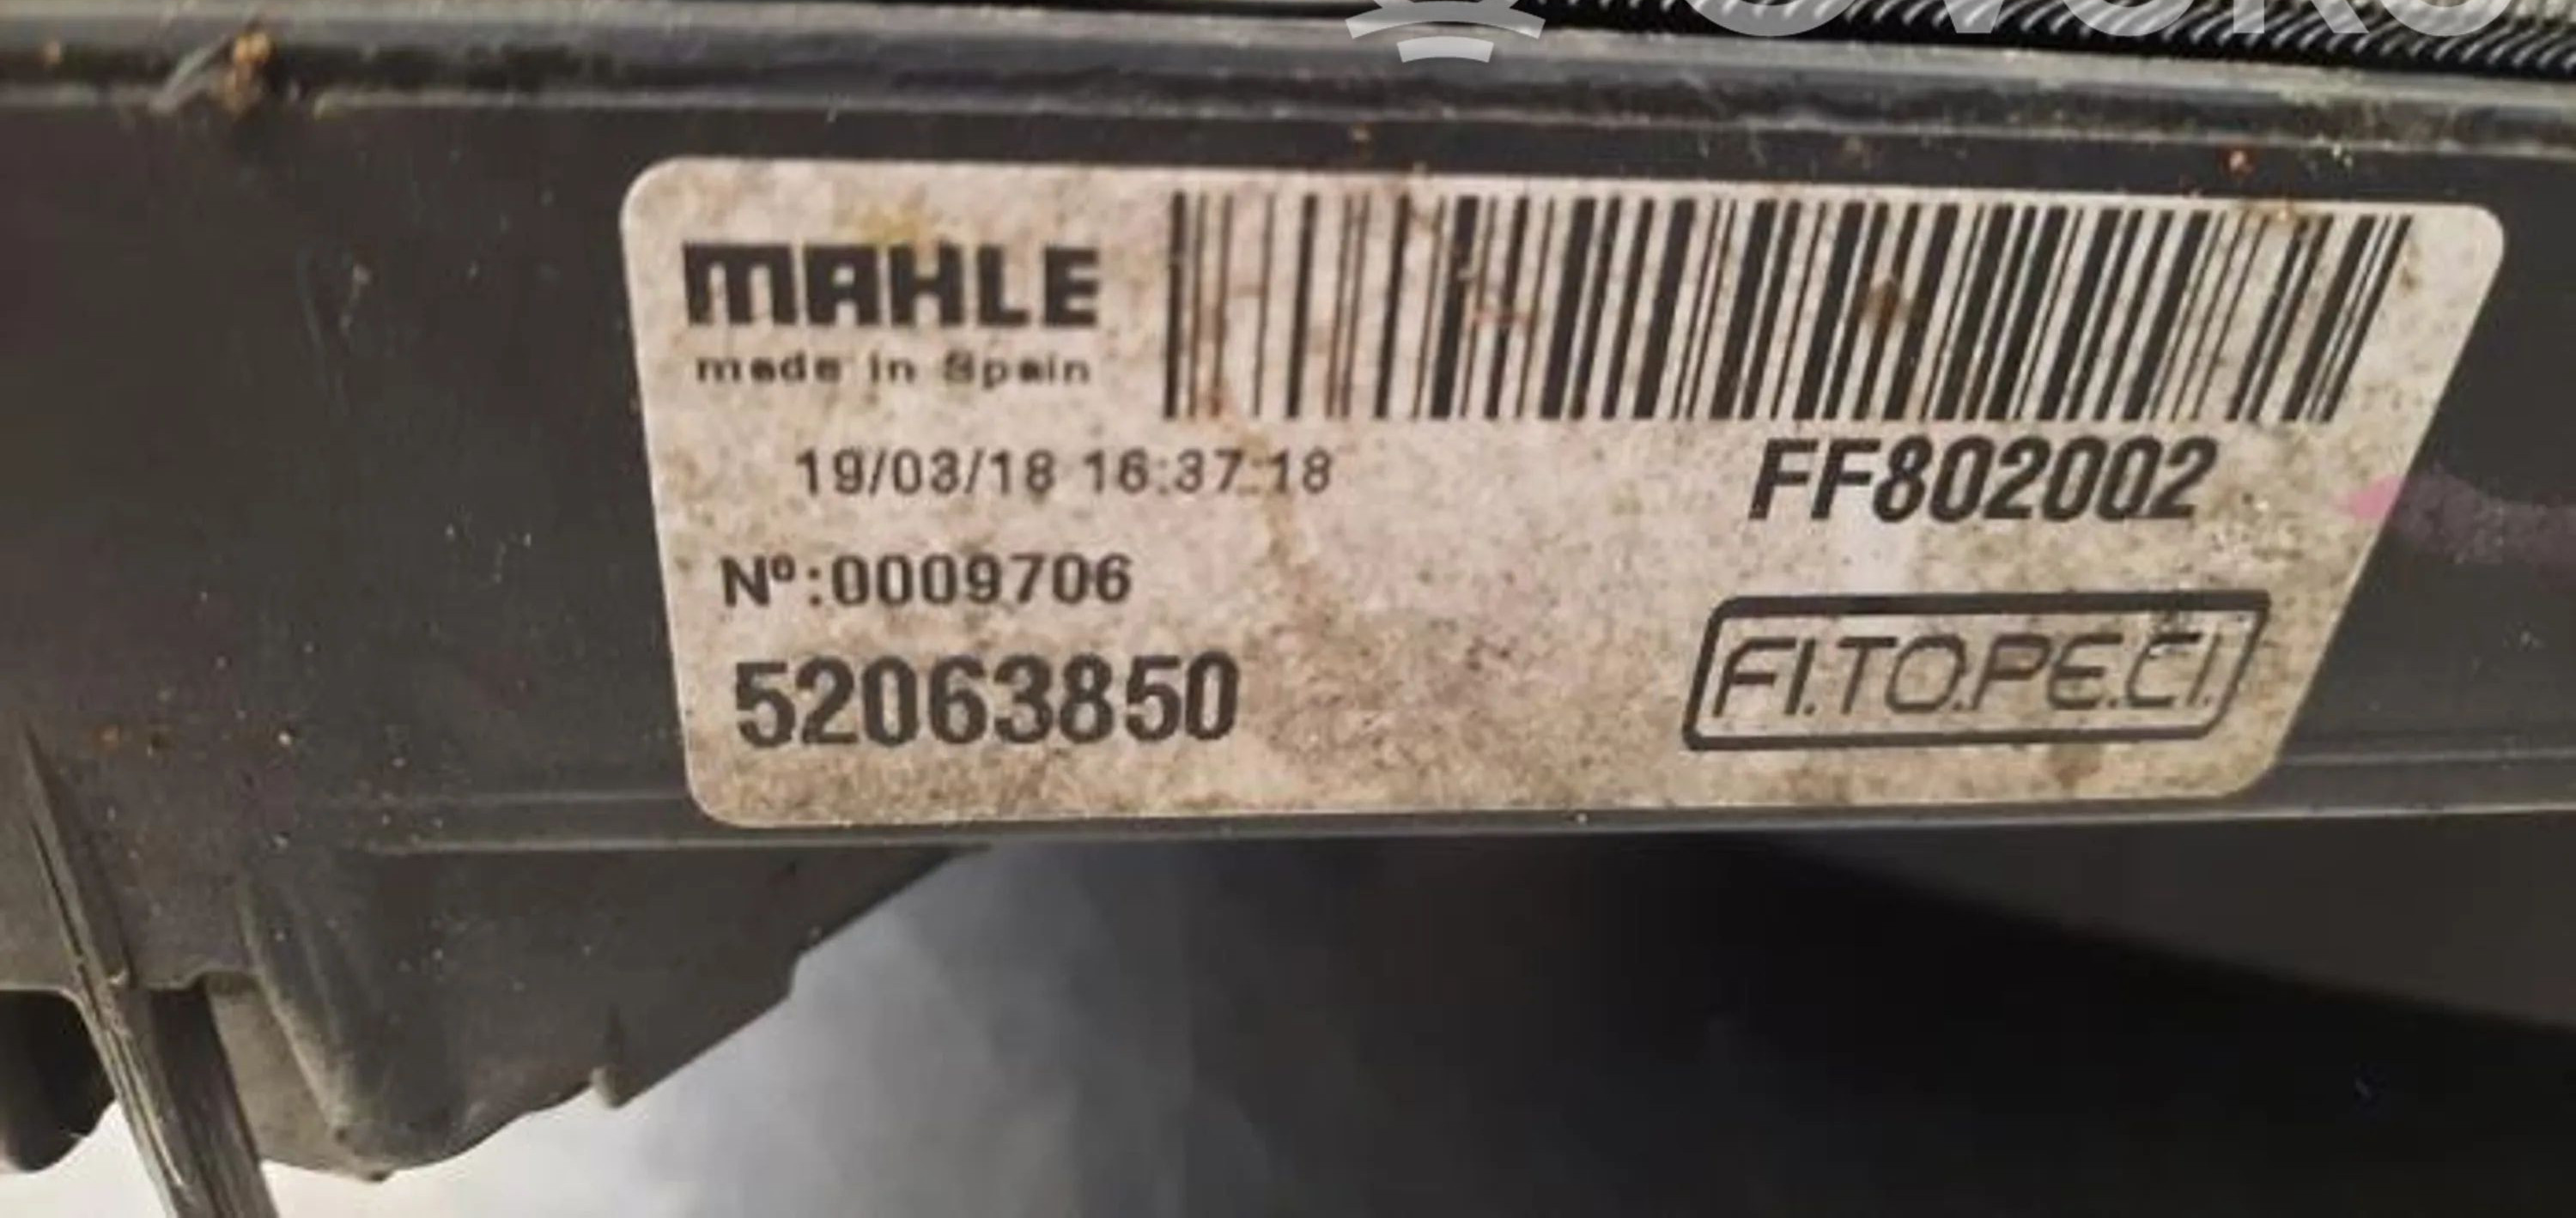 MAHLE
made in Spain
19/03/18 16:37:18
FF802002
Nº:0009706
52063850
FI.TO.PE.CI.